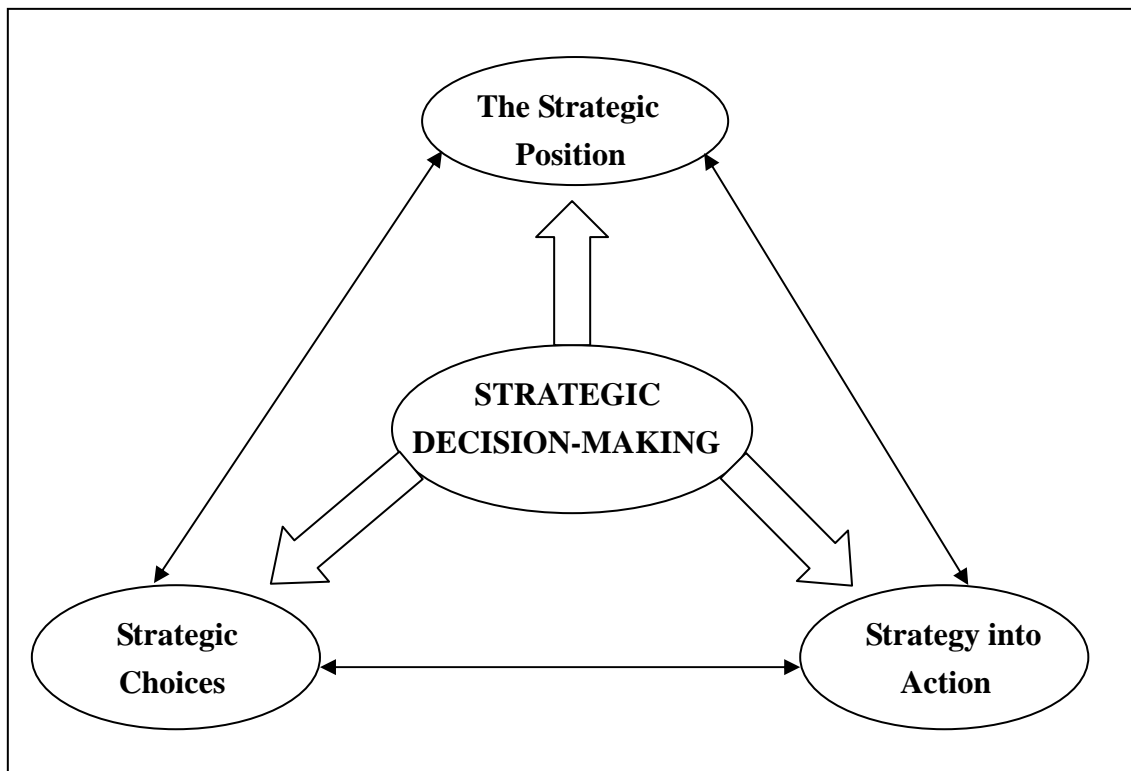 The Strategic
Position
STRATEGIC
DECISION-MAKING
Strategic
Choices
Strategy into
Action